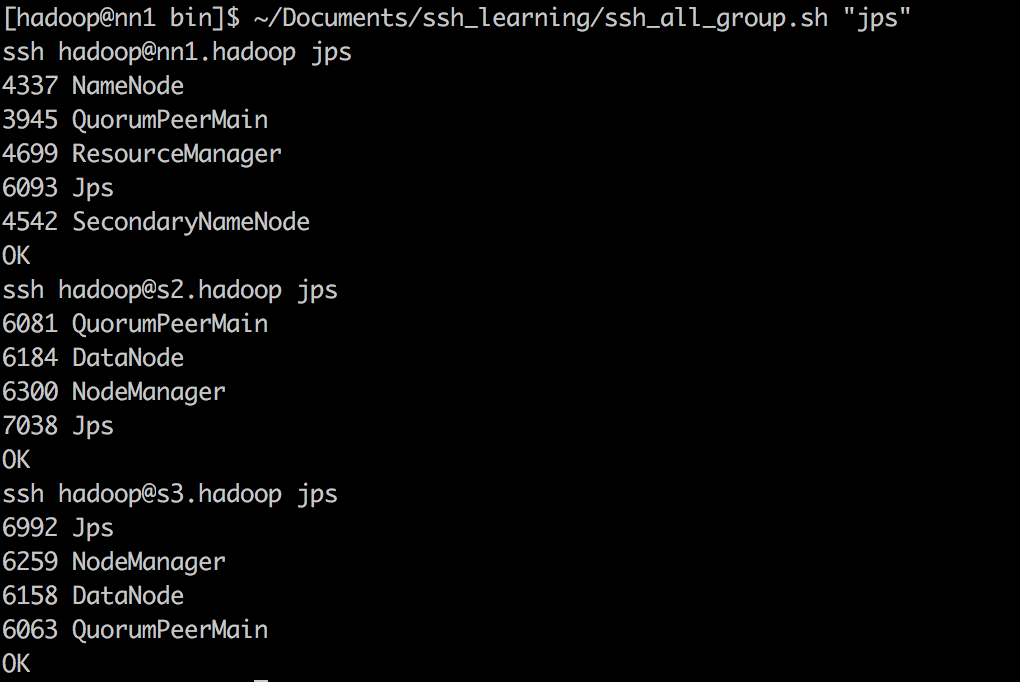 [hadoop@nn1 bin]$ ~/Documents/ssh_learning/ssh_all_group.sh "jps"
ssh hadoop@nn1.hadoop jps
4337 NameNode
3945 QuorumPeerMain
4699 ResourceManager
6093 Jps
4542 SecondaryNameNode
OK
ssh hadoop@s2.hadoop jps
6081 QuorumPeerMain
6184 DataNode
6300 NodeManager
7038 Jps
OK
ssh hadoop@s3.hadoop jps
6992 Jps
6259 NodeManager
6158 DataNode
6063 QuorumPeerMain
OK